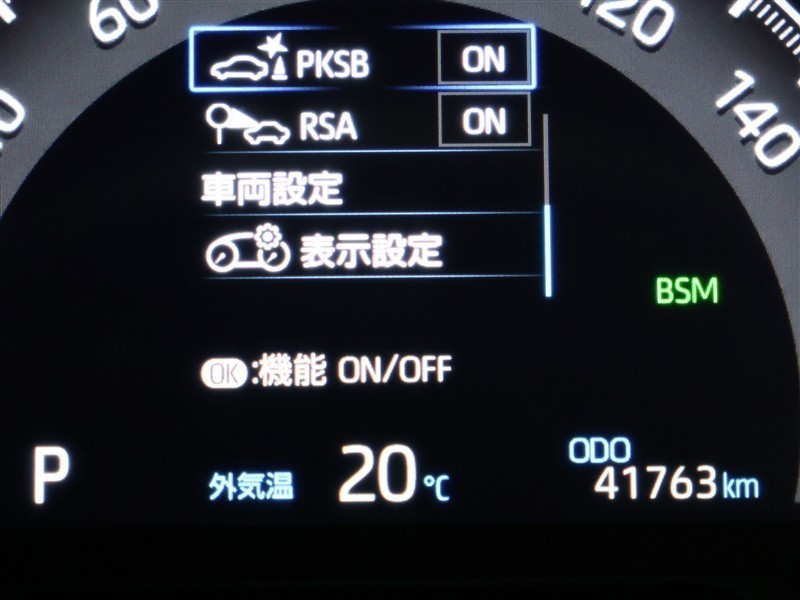 60
120
140
PKSB ON
RSA ON
車両設定
表示設定
BSM
OK:機能 ON/OFF
P
外気温 20℃
ODO
41763km